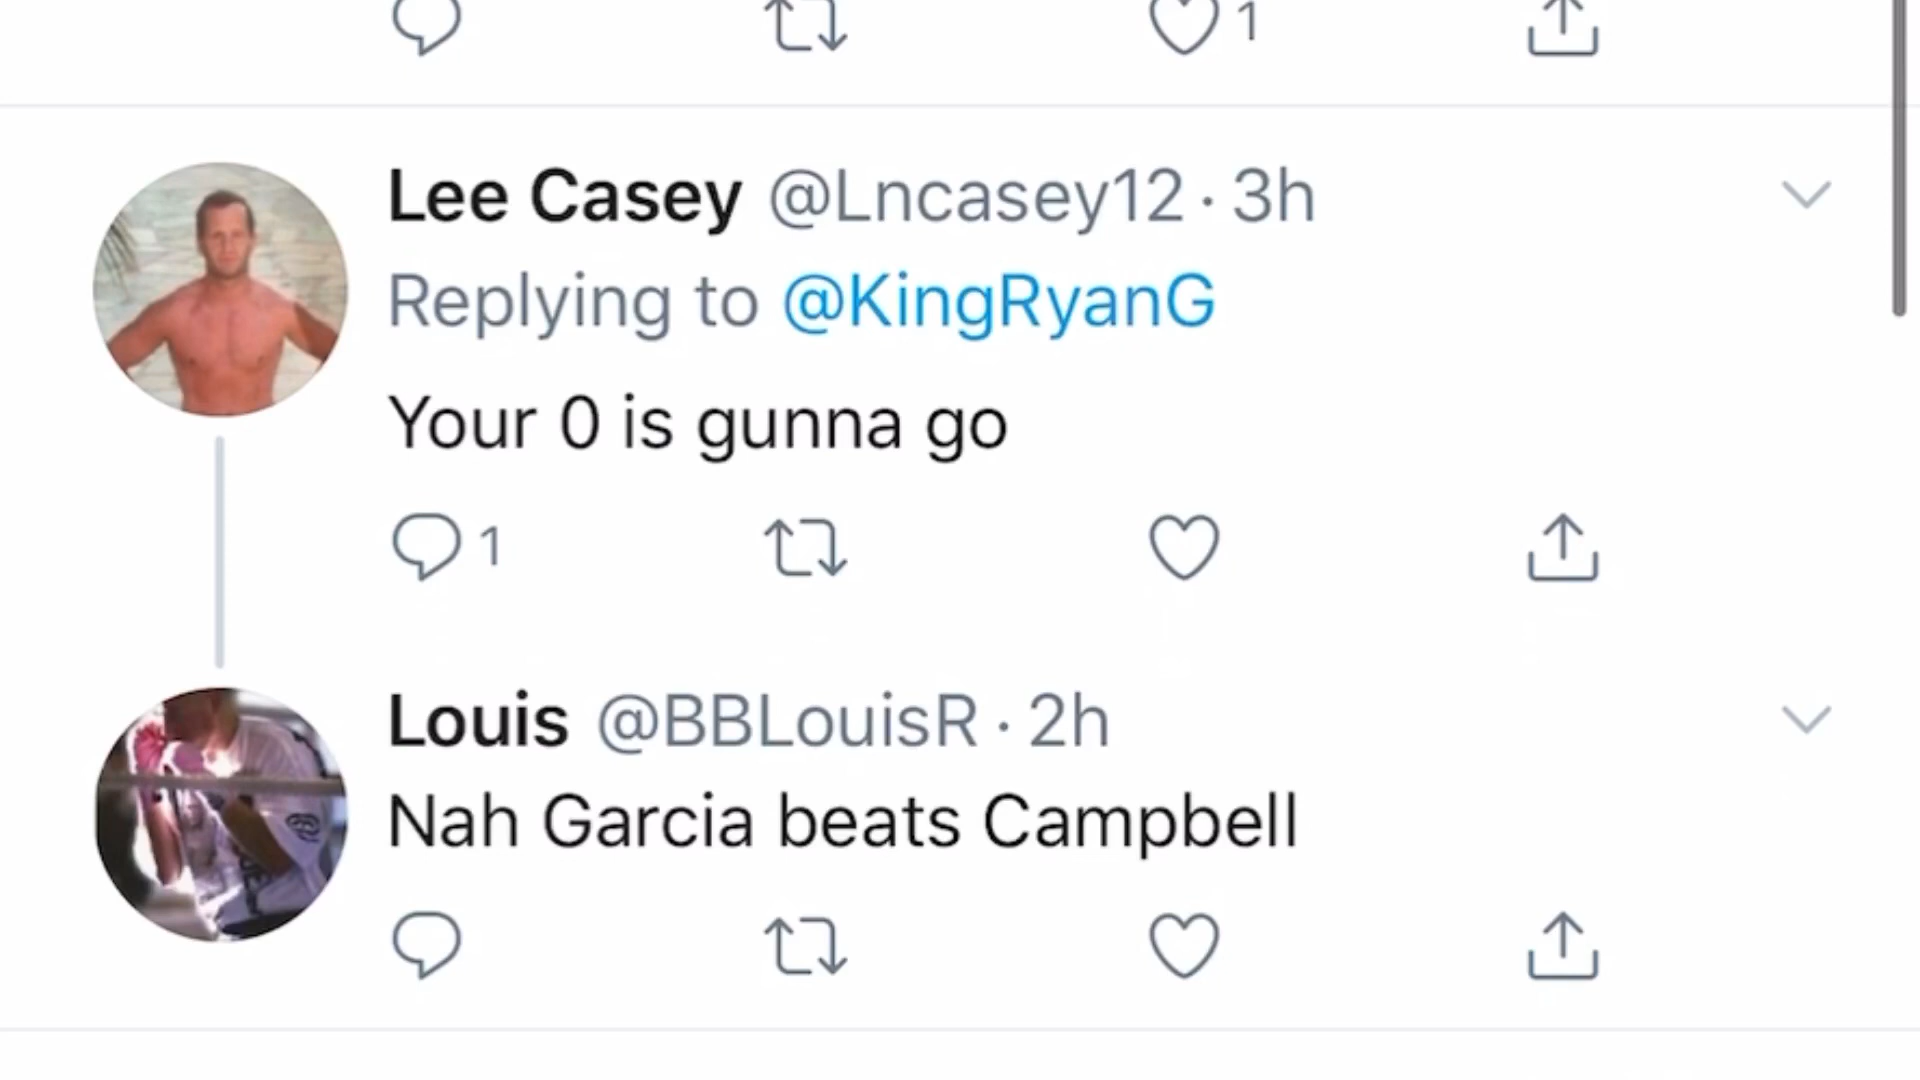 1
Lee Casey @Lncasey12 · 3h
Replying to @KingRyanG
Your 0 is gunna go
1
Louis @BBLouisR · 2h
Nah Garcia beats Campbell